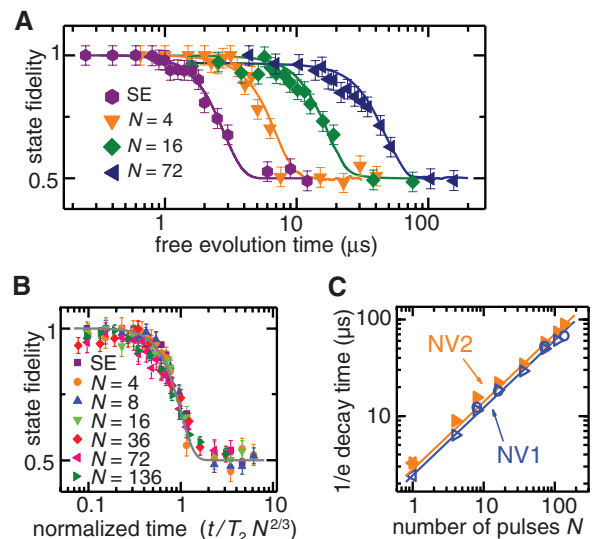 A
state fidelity
1
0.5
SE
N = 4
N = 16
N = 72
1
10
100
free evolution time (μs)
B
state fidelity
1
0.5
SE
N = 4
N = 8
N = 16
N = 36
N = 72
N = 136
0.1
1
10
normalized time (t/T₂ N²ᐟ³)
C
1/e decay time (μs)
100
10
NV2
NV1
1
10
100
number of pulses N